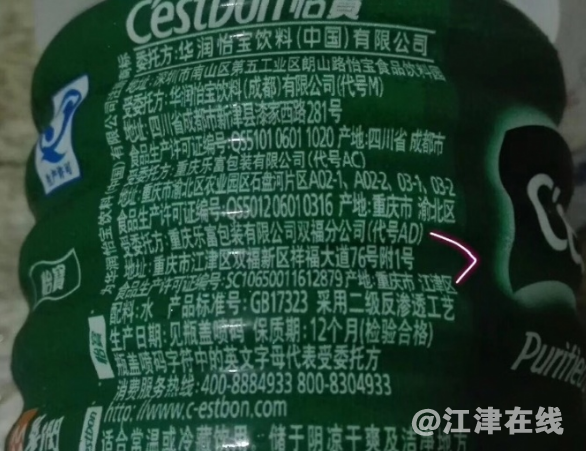 C'estbon怡寶
委托方:华润怡宝饮料(中国)有限公司
地址:深圳市南山区第五工业区朗山路怡宝食品饮料园
受委托方:华润怡宝饮料(成都)有限公司(代号M)
地址:四川省成都市新津县漆家西路281号
食品生产许可证编号:QS5101 0601 1020 产地:四川省 成都市
受委托方:重庆乐富包装有限公司(代号AC)
地址:重庆市渝北区农业园区石盘河片区A02-1、A02-2、03-1、03-2
食品生产许可证编号:QS5012 0601 0316 产地:重庆市 渝北区
受委托方:重庆乐富包装有限公司双福分公司(代号AD)
地址:重庆市江津区双福新区祥福大道76号附1号
食品生产许可证编号:SC10650011612879 产地:重庆市 江津区
配料:水 产品标准号:GB17323 采用二级反渗透工艺
生产日期:见瓶盖喷码 保质期:12个月(检验合格)
瓶盖喷码字符中的英文字母代表受委托方
消费服务热线:400-8884933 800-8304933
http://www.c-estbon.com
适合常温或冷藏饮用 储于阴凉干爽及洁净地方
怡寶
怡寶
C'estbon
C'e
Purifie
@江津在线